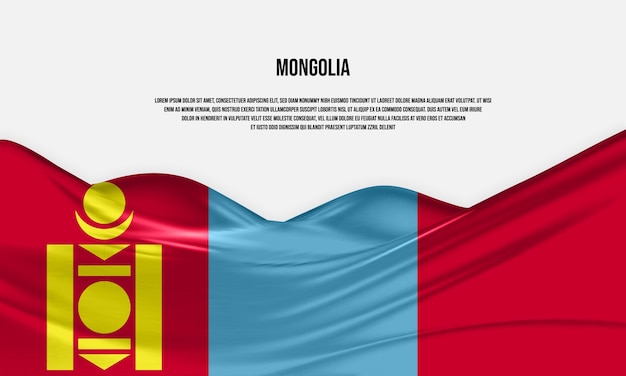 MONGOLIA
LOREM IPSUM DOLOR SIT AMET, CONSECTETUER ADIPISCING ELIT, SED DIAM NONUMMY NIBH EUISMOD TINCIDUNT UT
LAOREET DOLORE MAGNA ALIQUAM ERAT VOLUTPAT. UT WISI ENIM AD MINIM VENIAM, QUIS NOSTRUD EXERCI TATION
ULLAMCORPER SUSCIPIT LOBORTIS NISL UT ALIQUIP EX EA COMMODO CONSEQUAT. DUIS AUTEM VEL EUM IRIURE DOLOR IN
HENDRERIT IN VULPUTATE VELIT ESSE MOLESTIE CONSEQUAT, VEL ILLUM DOLORE EU FEUGIAT NULLA FACILISIS AT VERO EROS
ET IUSTO ODIO DIGNISSIM QUI BLANDIT PRAESENT LUPTATUM ZZRIL